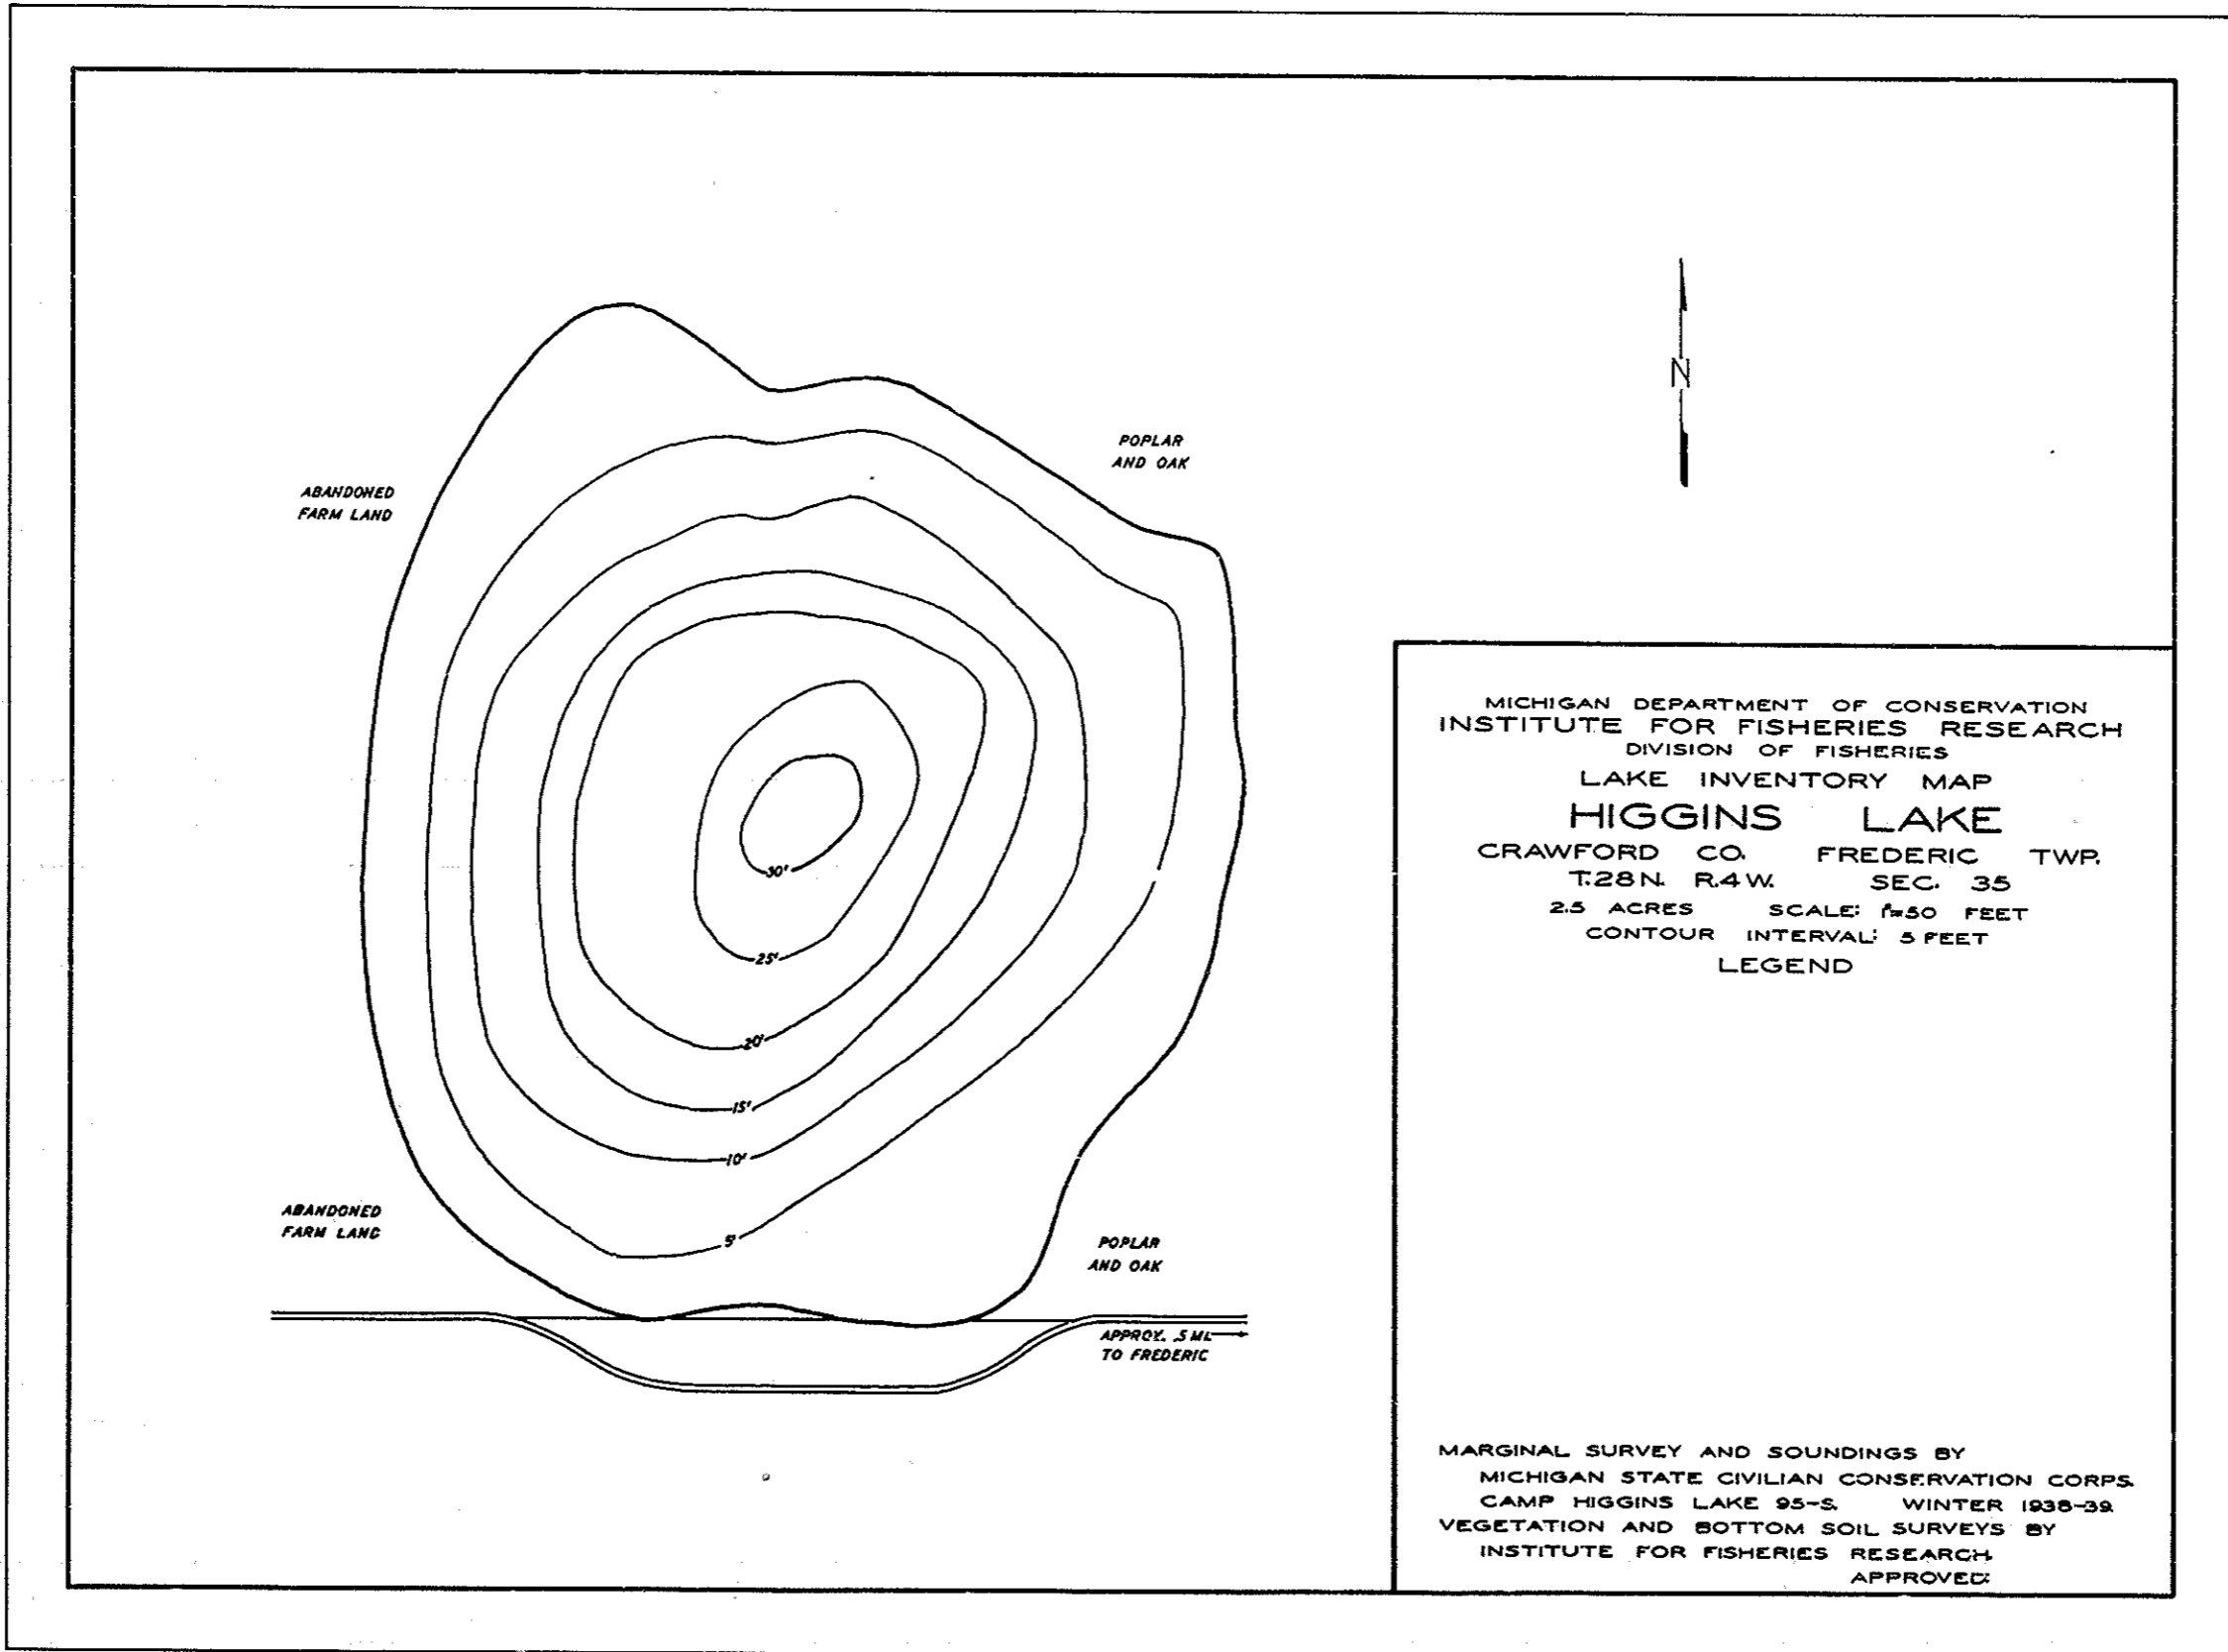 N
POPLAR
AND OAK
ABANDONED
FARM LAND
30'
25'
20'
15'
10'
5'
ABANDONED
FARM LAND
POPLAR
AND OAK
APPROX. .5 MI.
TO FREDERIC
MICHIGAN DEPARTMENT OF CONSERVATION
INSTITUTE FOR FISHERIES RESEARCH
DIVISION OF FISHERIES
LAKE INVENTORY MAP
HIGGINS LAKE
CRAWFORD CO. FREDERIC TWP.
T.28N. R.4W. SEC. 35
2.5 ACRES SCALE: 1"=50 FEET
CONTOUR INTERVAL: 5 FEET
LEGEND
MARGINAL SURVEY AND SOUNDINGS BY
MICHIGAN STATE CIVILIAN CONSERVATION CORPS.
CAMP HIGGINS LAKE 95-S. WINTER 1938-39
VEGETATION AND BOTTOM SOIL SURVEYS BY
INSTITUTE FOR FISHERIES RESEARCH
APPROVED: